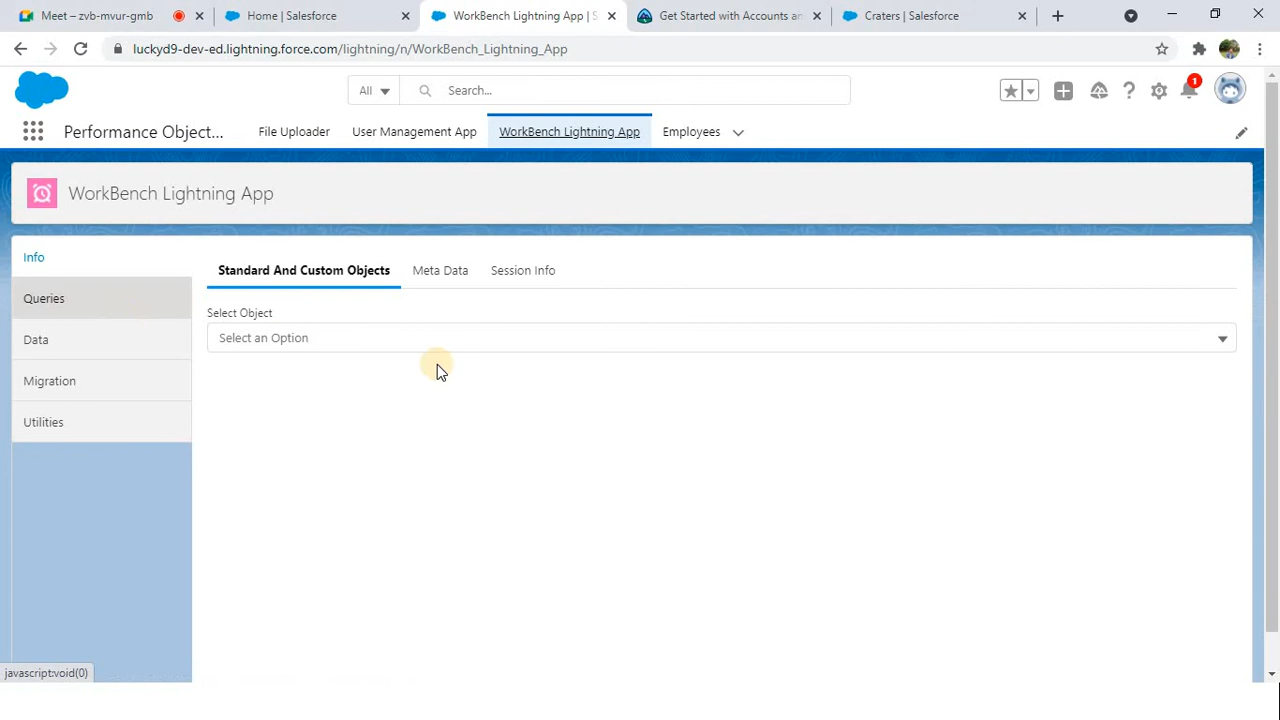 Meet – zvb-mvur-gmb
Home | Salesforce
WorkBench Lightning App | S
Get Started with Accounts an
Craters | Salesforce
luckyd9-dev-ed.lightning.force.com/lightning/n/WorkBench_Lightning_App
All
Search...
1
Performance Object...
File Uploader
User Management App
WorkBench Lightning App
Employees
WorkBench Lightning App
Info
Queries
Data
Migration
Utilities
Standard And Custom Objects
Meta Data
Session Info
Select Object
Select an Option
javascript:void(0)